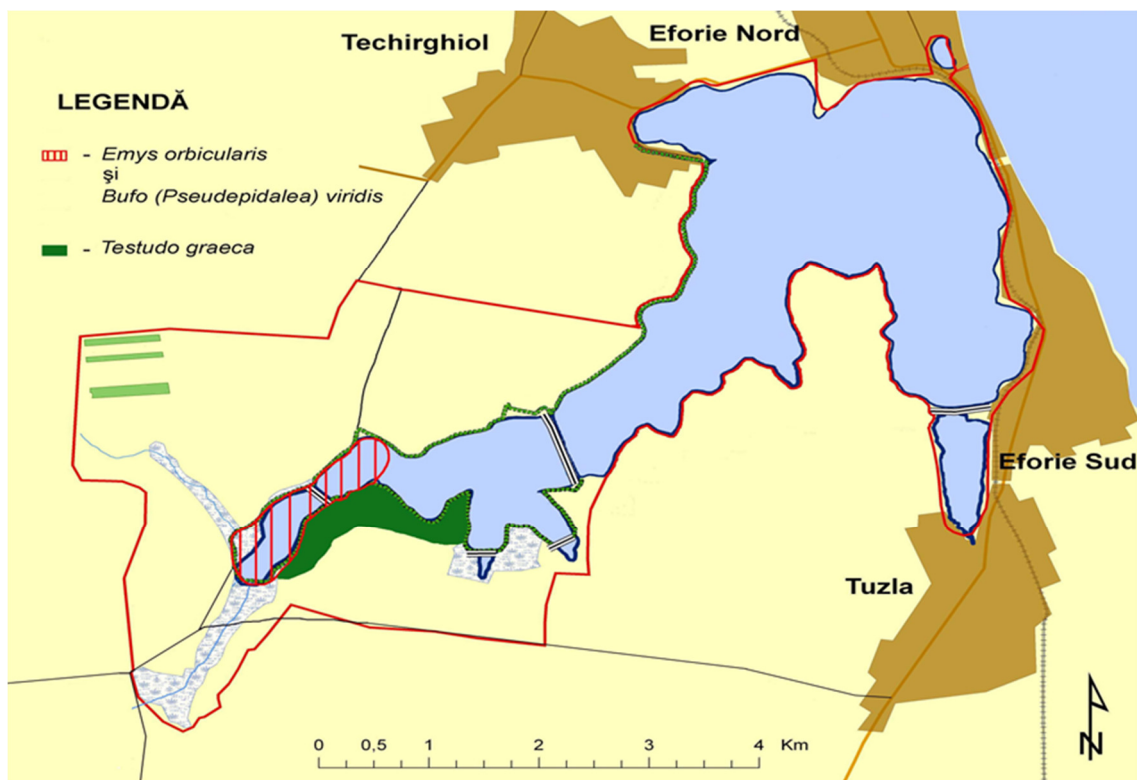 Techirghiol
Eforie Nord
LEGENDĂ
- Emys orbicularis
și
Bufo (Pseudepidalea) viridis
- Testudo graeca
Eforie Sud
Tuzla
0 0,5 1 2 3 4 Km
N